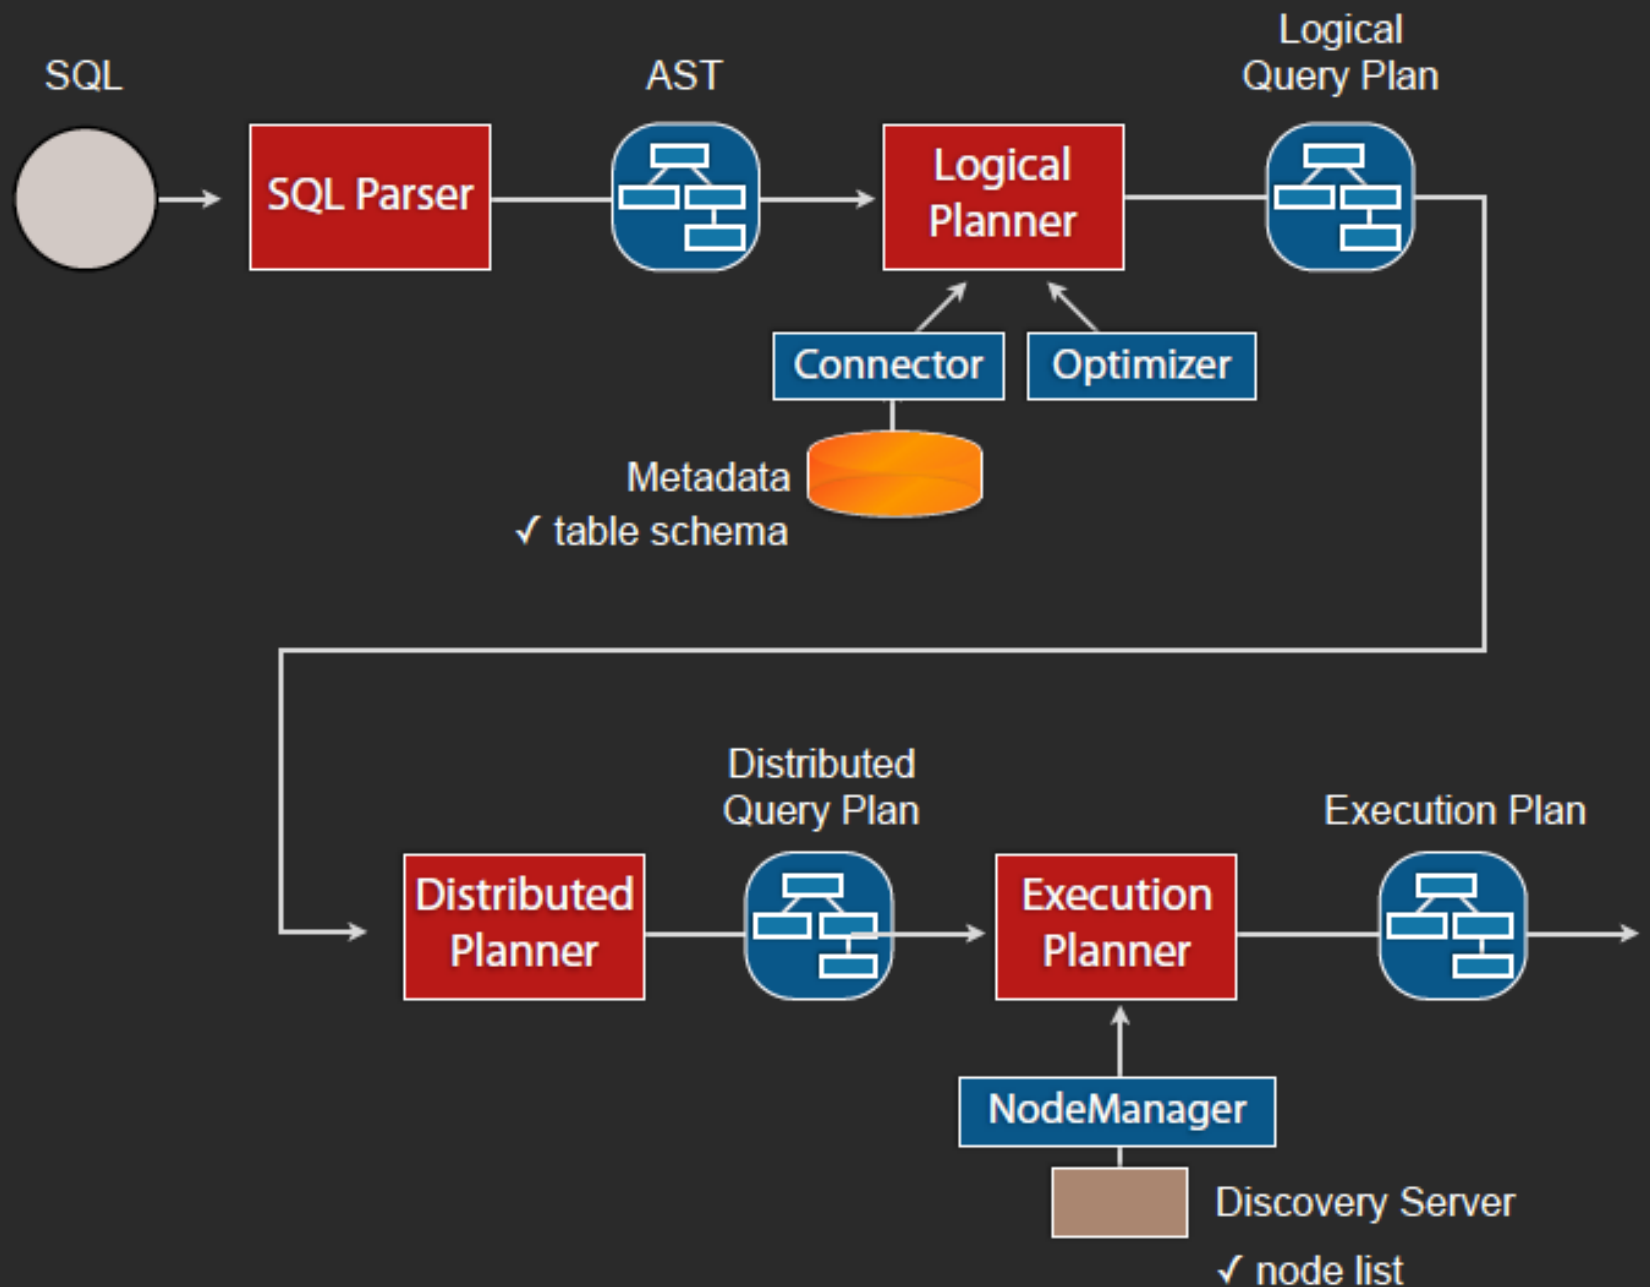 SQL
AST
Logical
Query Plan
SQL Parser
Logical
Planner
Connector
Optimizer
Metadata
✓ table schema
Distributed
Query Plan
Execution Plan
Distributed
Planner
Execution
Planner
NodeManager
Discovery Server
✓ node list